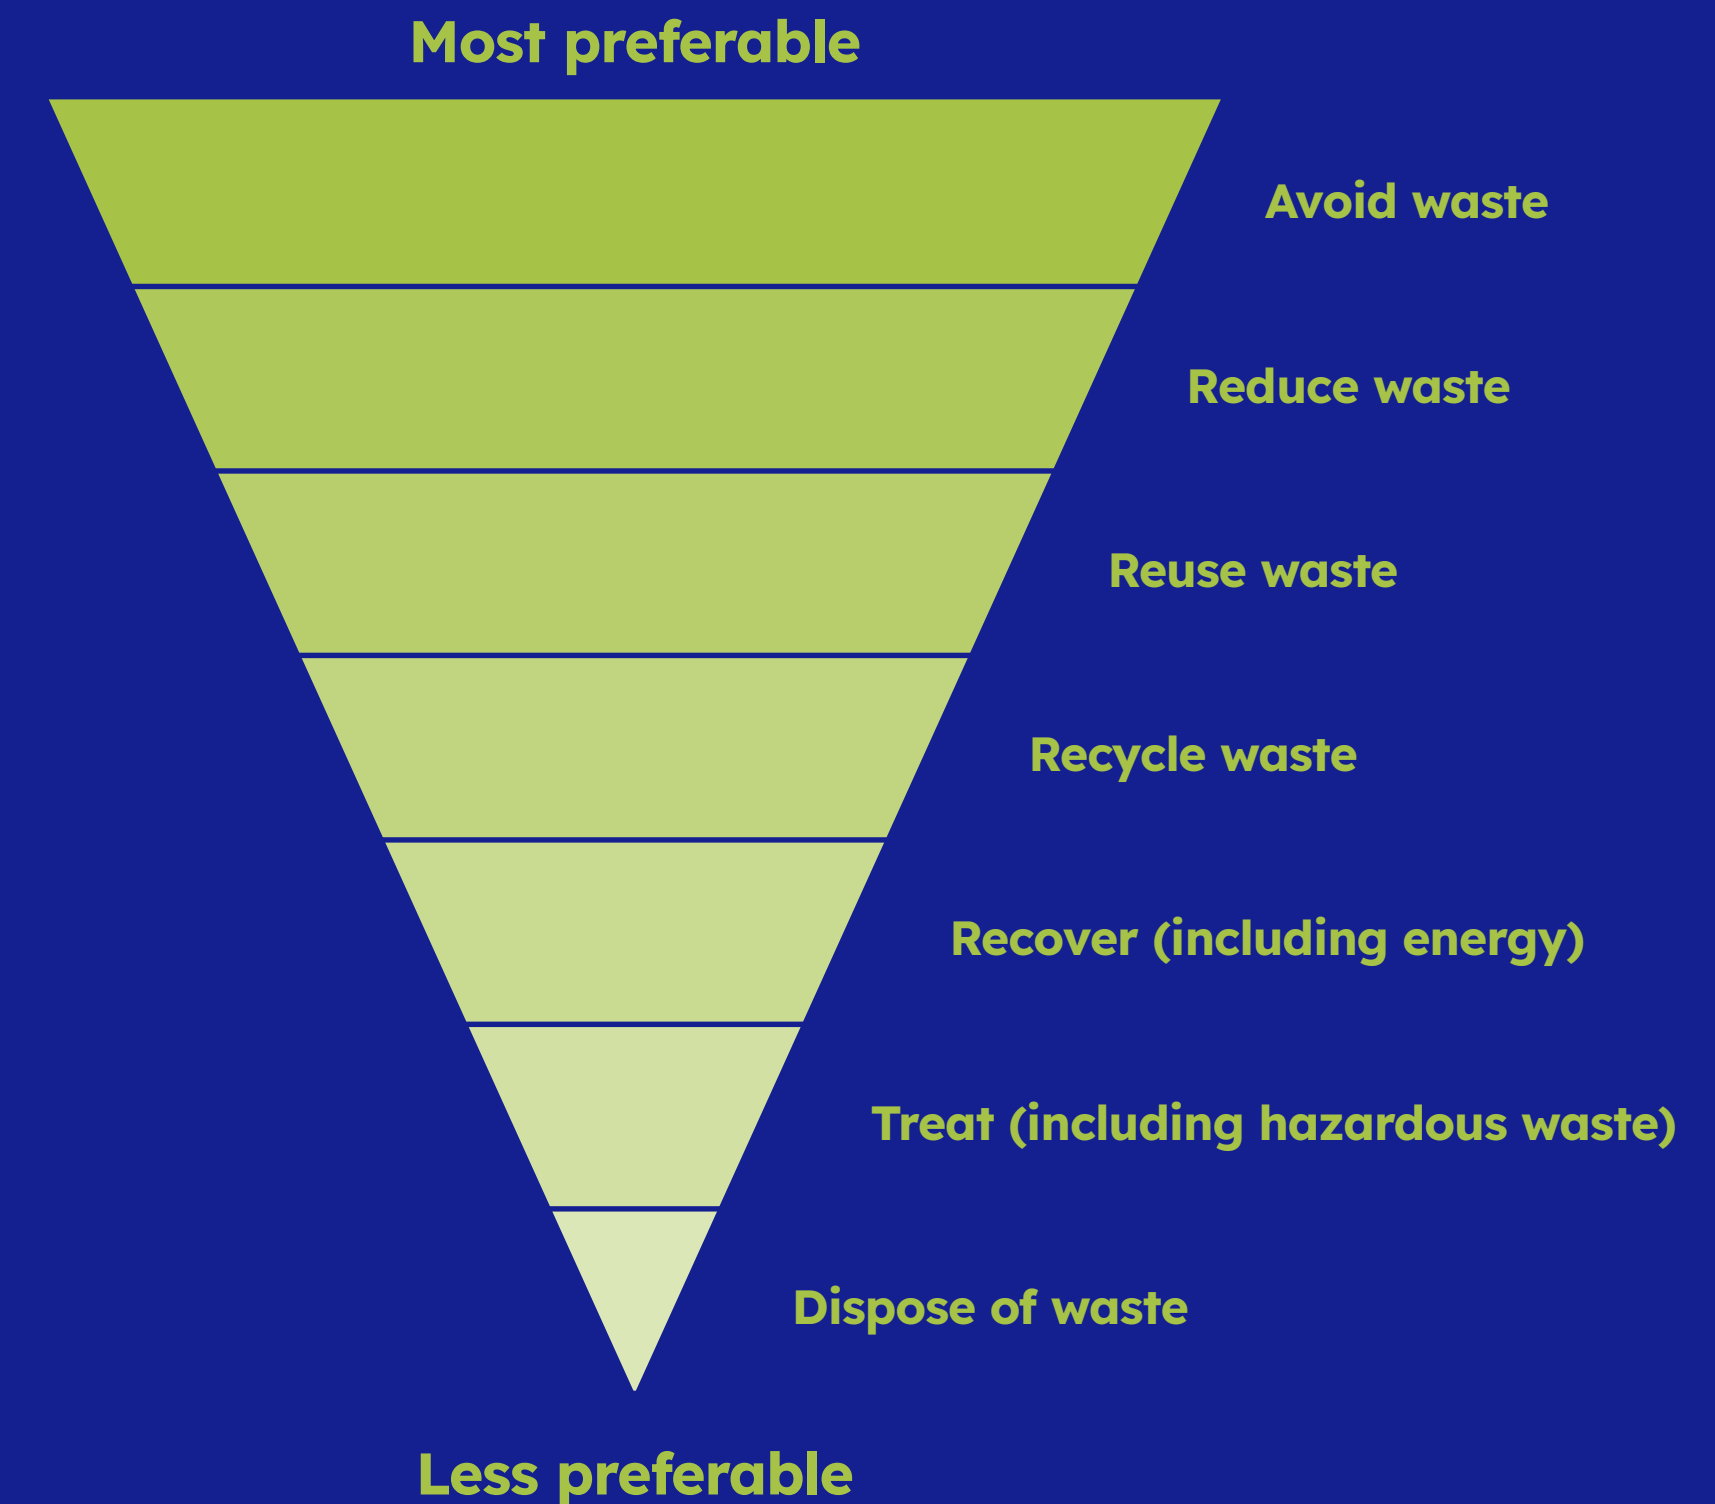 Most preferable
Avoid waste
Reduce waste
Reuse waste
Recycle waste
Recover (including energy)
Treat (including hazardous waste)
Dispose of waste
Less preferable